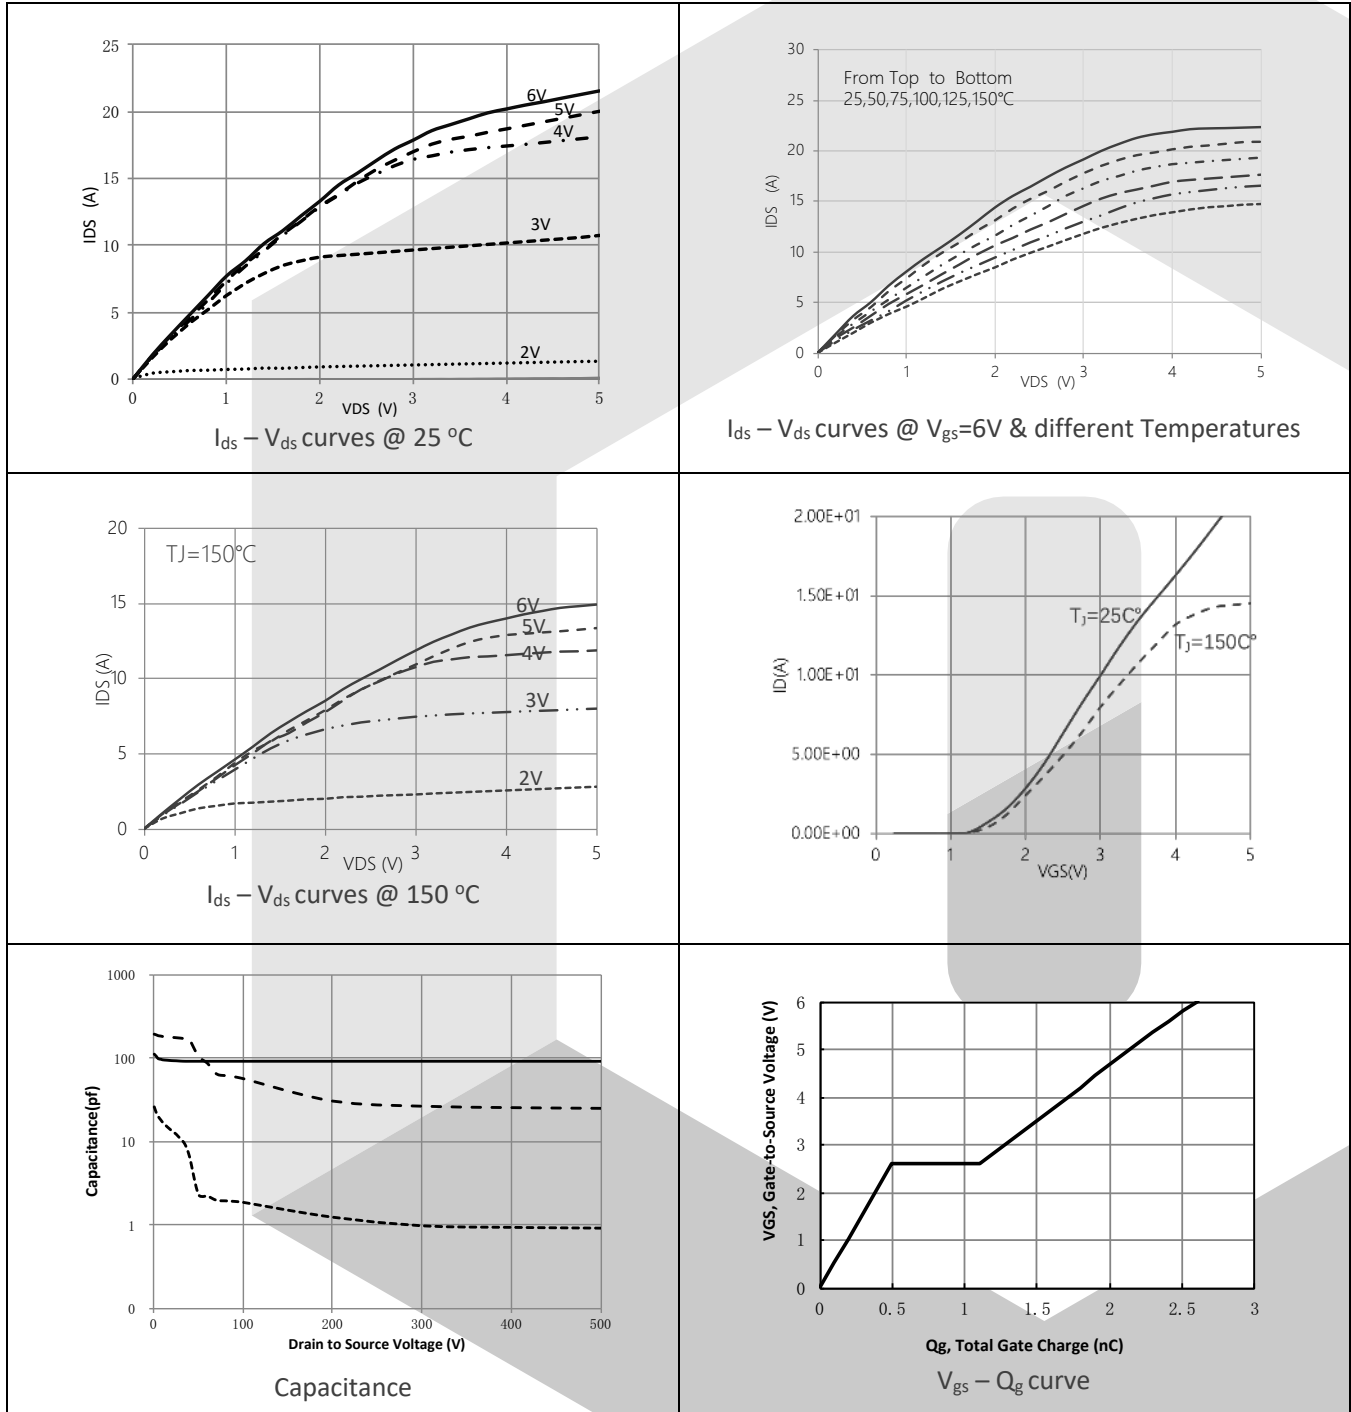 25
20
15
10
5
0
IDS (A)
6V
5V
4V
3V
2V
0 1 2 3 4 5
VDS (V)
Ids – Vds curves @ 25 oC
30
25
20
15
10
5
0
IDS (A)
From Top to Bottom
25,50,75,100,125,150°C
0 1 2 3 4 5
VDS (V)
Ids – Vds curves @ Vgs=6V & different Temperatures
20
15
10
5
0
IDS (A)
TJ=150°C
6V
5V
4V
3V
2V
0 1 2 3 4 5
VDS (V)
Ids – Vds curves @ 150 oC
2.00E+01
1.50E+01
1.00E+01
5.00E+00
0.00E+00
ID(A)
TJ=25C°
TJ=150C°
0 1 2 3 4 5
VGS(V)
1000
100
10
1
0
Capacitance(pf)
0 100 200 300 400 500
Drain to Source Voltage (V)
Capacitance
6
5
4
3
2
1
0
VGS, Gate-to-Source Voltage (V)
0 0.5 1 1.5 2 2.5 3
Qg, Total Gate Charge (nC)
Vgs – Qg curve